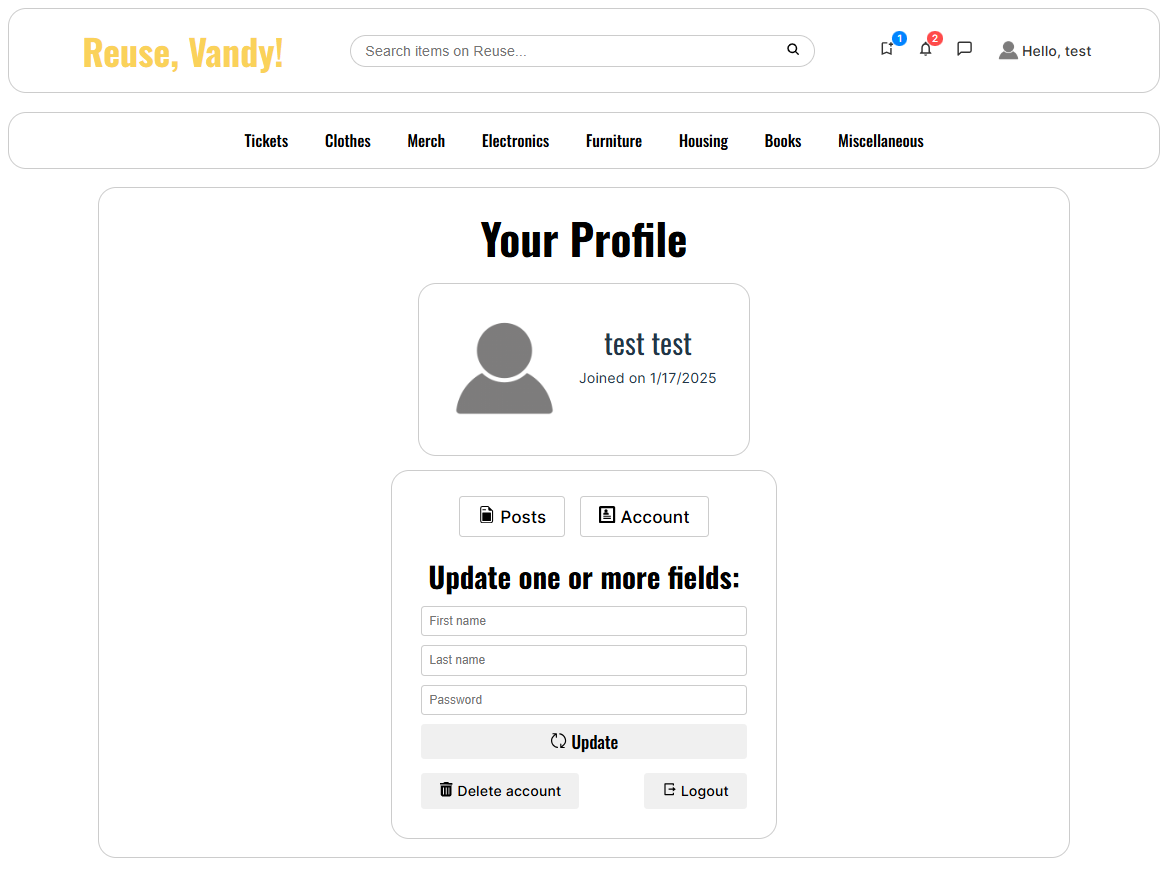 Reuse, Vandy!
Search items on Reuse...
1
2
Hello, test
Tickets Clothes Merch Electronics Furniture Housing Books Miscellaneous
Your Profile
test test
Joined on 1/17/2025
Posts Account
Update one or more fields:
First name
Last name
Password
Update
Delete account Logout